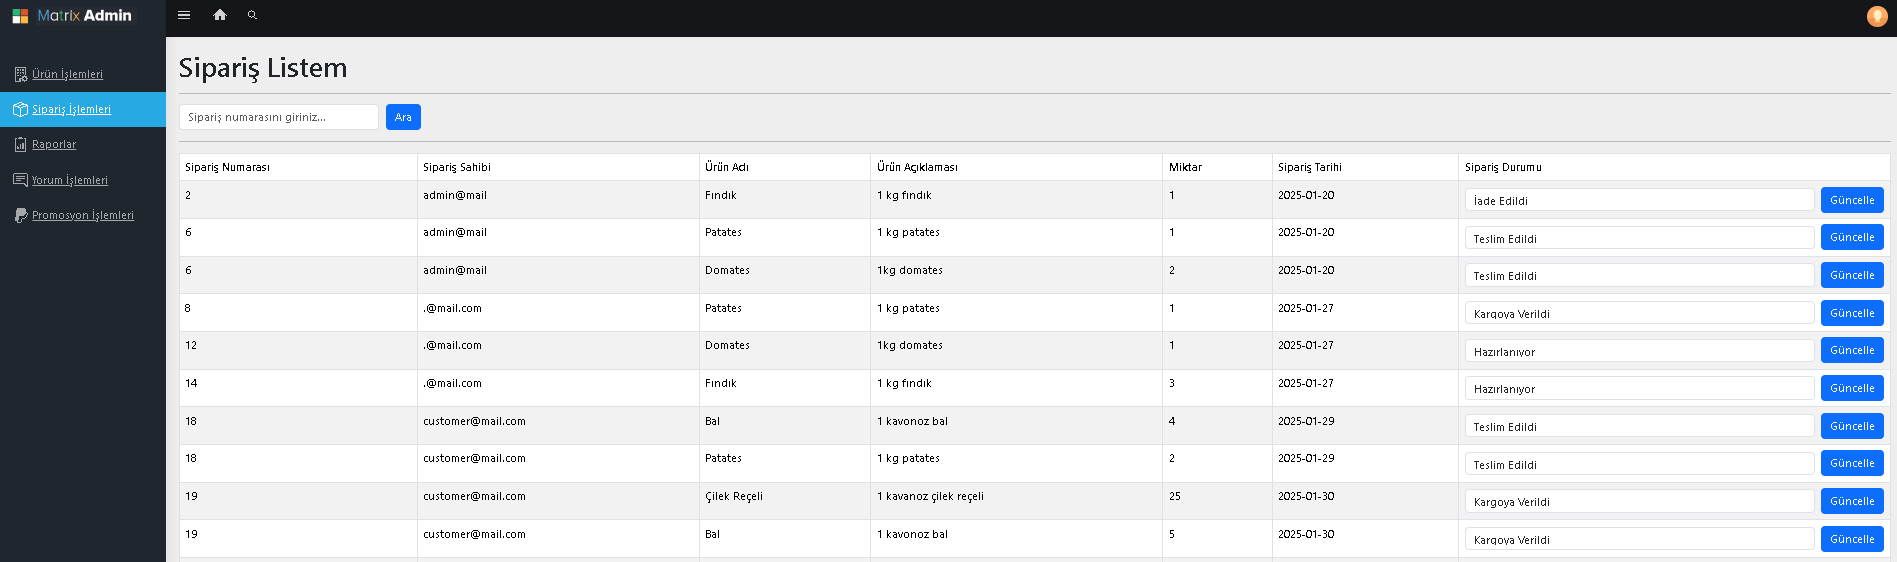 Matrix Admin
Ürün İşlemleri
Sipariş İşlemleri
Raporlar
Yorum İşlemleri
Promosyon İşlemleri
Sipariş Listem
Sipariş numarasını giriniz... Ara
Sipariş Numarası Sipariş Sahibi Ürün Adı Ürün Açıklaması Miktar Sipariş Tarihi Sipariş Durumu
2 admin@mail Fındık 1 kg fındık 1 2025-01-20 İade Edildi Güncelle
6 admin@mail Patates 1 kg patates 1 2025-01-20 Teslim Edildi Güncelle
6 admin@mail Domates 1kg domates 2 2025-01-20 Teslim Edildi Güncelle
8 .@mail.com Patates 1 kg patates 1 2025-01-27 Kargoya Verildi Güncelle
12 .@mail.com Domates 1kg domates 1 2025-01-27 Hazırlanıyor Güncelle
14 .@mail.com Fındık 1 kg fındık 3 2025-01-27 Hazırlanıyor Güncelle
18 customer@mail.com Bal 1 kavonoz bal 4 2025-01-29 Teslim Edildi Güncelle
18 customer@mail.com Patates 1 kg patates 2 2025-01-29 Teslim Edildi Güncelle
19 customer@mail.com Çilek Reçeli 1 kavanoz çilek reçeli 25 2025-01-30 Kargoya Verildi Güncelle
19 customer@mail.com Bal 1 kavonoz bal 5 2025-01-30 Kargoya Verildi Güncelle